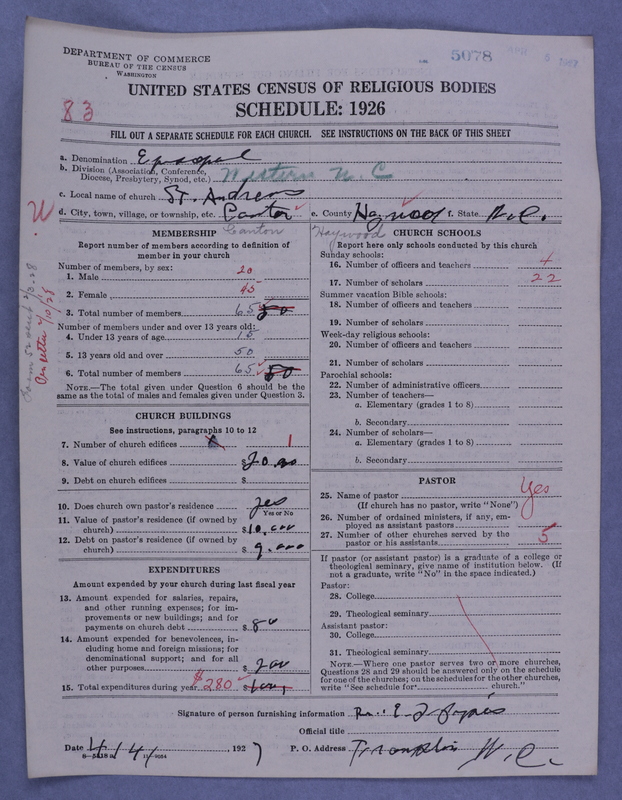 DEPARTMENT OF COMMERCE
BUREAU OF THE CENSUS
WASHINGTON
5078
UNITED STATES CENSUS OF RELIGIOUS BODIES
SCHEDULE: 1926
83
FILL OUT A SEPARATE SCHEDULE FOR EACH CHURCH. SEE INSTRUCTIONS ON THE BACK OF THIS SHEET
a. Denomination Episcopal
b. Division (Association, Conference, Diocese, Presbytery, Synod, etc.) Western N. C
c. Local name of church St. Andrews
d. City, town, village, or township, etc. Canton e. County Haywood f. State N.C.
W
Canton Haywood
MEMBERSHIP
Report number of members according to definition of
member in your church
Number of members, by sex:
1. Male 20
2. Female 45
3. Total number of members 65
Number of members under and over 13 years old:
4. Under 13 years of age 15
5. 13 years old and over 50
6. Total number of members 65 80
NOTE.—The total given under Question 6 should be the
same as the total of males and females given under Question 3.
CHURCH BUILDINGS
See instructions, paragraphs 10 to 12
7. Number of church edifices 1
8. Value of church edifices $
9. Debt on church edifices $
10. Does church own pastor's residence yes
Yes or No
11. Value of pastor's residence (if owned by
church) $10,000
12. Debt on pastor's residence (if owned by
church) $9,000
EXPENDITURES
Amount expended by your church during last fiscal year
13. Amount expended for salaries, repairs,
and other running expenses; for im-
provements or new buildings; and for
payments on church debt $80
14. Amount expended for benevolences, in-
cluding home and foreign missions; for
denominational support; and for all
other purposes $200
15. Total expenditures during year $280
CHURCH SCHOOLS
Report here only schools conducted by this church
Sunday schools:
16. Number of officers and teachers 4
17. Number of scholars 22
Summer vacation Bible schools:
18. Number of officers and teachers
19. Number of scholars
Week-day religious schools:
20. Number of officers and teachers
21. Number of scholars
Parochial schools:
22. Number of administrative officers
23. Number of teachers—
a. Elementary (grades 1 to 8)
b. Secondary
24. Number of scholars—
a. Elementary (grades 1 to 8)
b. Secondary
PASTOR
25. Name of pastor Yes
(If church has no pastor, write "None")
26. Number of ordained ministers, if any, em-
ployed as assistant pastors
27. Number of other churches served by the
pastor or his assistants 5
If pastor (or assistant pastor) is a graduate of a college or
theological seminary, give name of institution below. (If
not a graduate, write "No" in the space indicated.)
Pastor:
28. College
29. Theological seminary
Assistant pastor:
30. College
31. Theological seminary
NOTE.—Where one pastor serves two or more churches,
Questions 28 and 29 should be answered only on the schedule
for one of the churches; on the schedules for the other churches,
write "See schedule for church."
Signature of person furnishing information Rev.
Official title
Date 4/4/ , 1927 P. O. Address Franklin N.C.